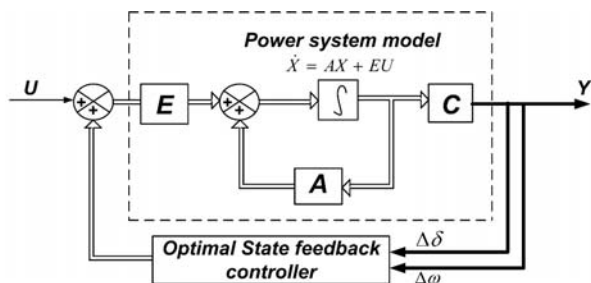 Power system model
Ẋ = AX + EU
U
+
+
E
+
+
∫
C
Y
A
Optimal State feedback
controller
Δδ
Δω